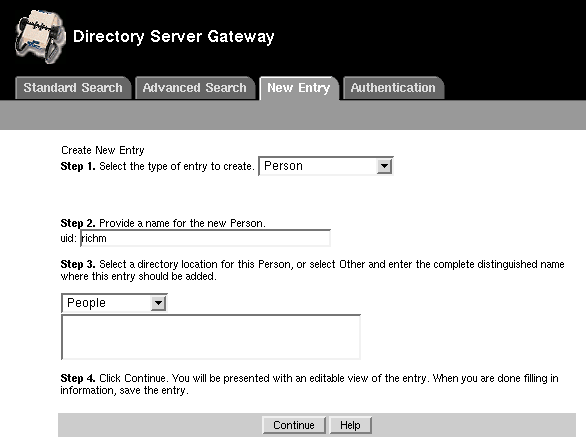 Directory Server Gateway
Standard Search Advanced Search New Entry Authentication
Create New Entry
Step 1. Select the type of entry to create. Person
Step 2. Provide a name for the new Person.
uid: richm
Step 3. Select a directory location for this Person, or select Other and enter the complete distinguished name
where this entry should be added.
People
Step 4. Click Continue. You will be presented with an editable view of the entry. When you are done filling in
information, save the entry.
Continue Help